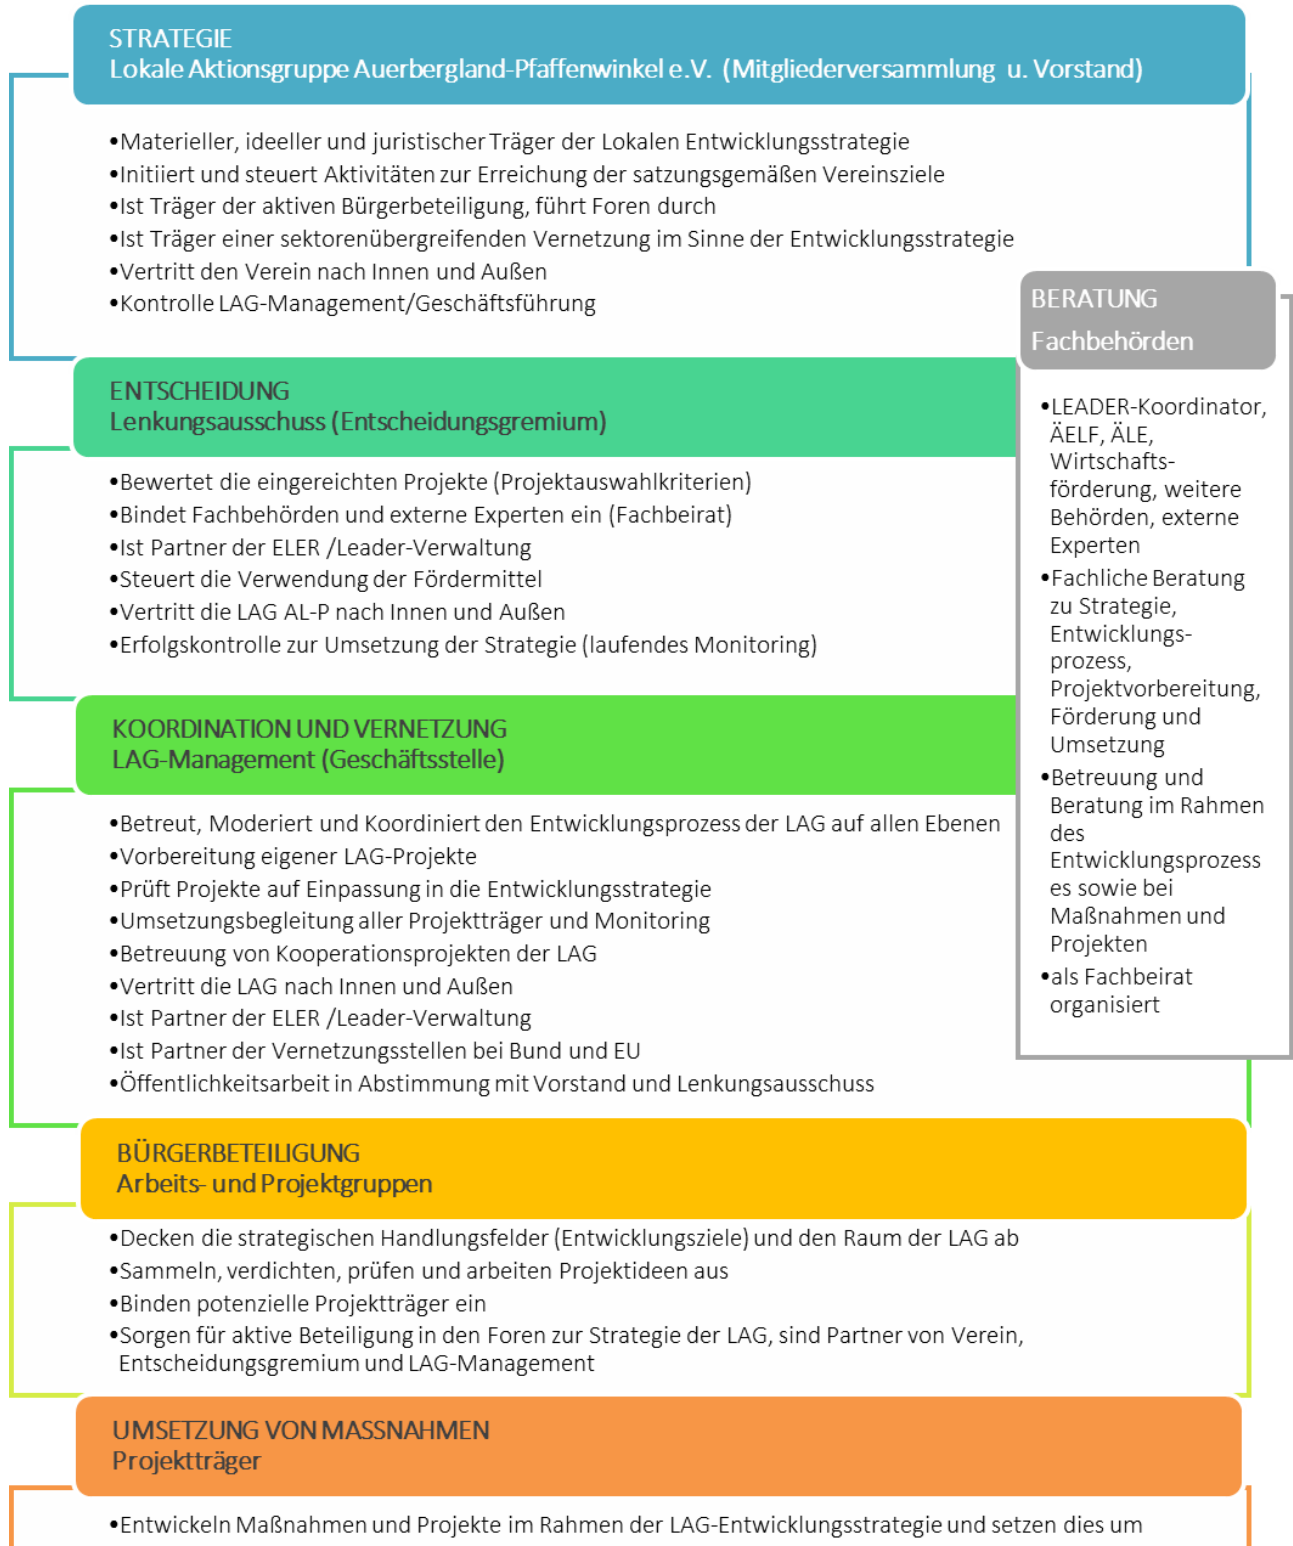 STRATEGIE
Lokale Aktionsgruppe Auerbergland-Pfaffenwinkel e.V. (Mitgliederversammlung u. Vorstand)
•Materieller, ideeller und juristischer Träger der Lokalen Entwicklungsstrategie
•Initiiert und steuert Aktivitäten zur Erreichung der satzungsgemäßen Vereinsziele
•Ist Träger der aktiven Bürgerbeteiligung, führt Foren durch
•Ist Träger einer sektorenübergreifenden Vernetzung im Sinne der Entwicklungsstrategie
•Vertritt den Verein nach Innen und Außen
•Kontrolle LAG-Management/Geschäftsführung
ENTSCHEIDUNG
Lenkungsausschuss (Entscheidungsgremium)
•Bewertet die eingereichten Projekte (Projektauswahlkriterien)
•Bindet Fachbehörden und externe Experten ein (Fachbeirat)
•Ist Partner der ELER /Leader-Verwaltung
•Steuert die Verwendung der Fördermittel
•Vertritt die LAG AL-P nach Innen und Außen
•Erfolgskontrolle zur Umsetzung der Strategie (laufendes Monitoring)
KOORDINATION UND VERNETZUNG
LAG-Management (Geschäftsstelle)
•Betreut, Moderiert und Koordiniert den Entwicklungsprozess der LAG auf allen Ebenen
•Vorbereitung eigener LAG-Projekte
•Prüft Projekte auf Einpassung in die Entwicklungsstrategie
•Umsetzungsbegleitung aller Projektträger und Monitoring
•Betreuung von Kooperationsprojekten der LAG
•Vertritt die LAG nach Innen und Außen
•Ist Partner der ELER /Leader-Verwaltung
•Ist Partner der Vernetzungsstellen bei Bund und EU
•Öffentlichkeitsarbeit in Abstimmung mit Vorstand und Lenkungsausschuss
BERATUNG
Fachbehörden
•LEADER-Koordinator,
ÄELF, ÄLE,
Wirtschafts-
förderung, weitere
Behörden, externe
Experten
•Fachliche Beratung
zu Strategie,
Entwicklungs-
prozess,
Projektvorbereitung,
Förderung und
Umsetzung
•Betreuung und
Beratung im Rahmen
des
Entwicklungsprozess
es sowie bei
Maßnahmen und
Projekten
•als Fachbeirat
organisiert
BÜRGERBETEILIGUNG
Arbeits- und Projektgruppen
•Decken die strategischen Handlungsfelder (Entwicklungsziele) und den Raum der LAG ab
•Sammeln, verdichten, prüfen und arbeiten Projektideen aus
•Binden potenzielle Projektträger ein
•Sorgen für aktive Beteiligung in den Foren zur Strategie der LAG, sind Partner von Verein,
Entscheidungsgremium und LAG-Management
UMSETZUNG VON MASSNAHMEN
Projektträger
•Entwickeln Maßnahmen und Projekte im Rahmen der LAG-Entwicklungsstrategie und setzen dies um